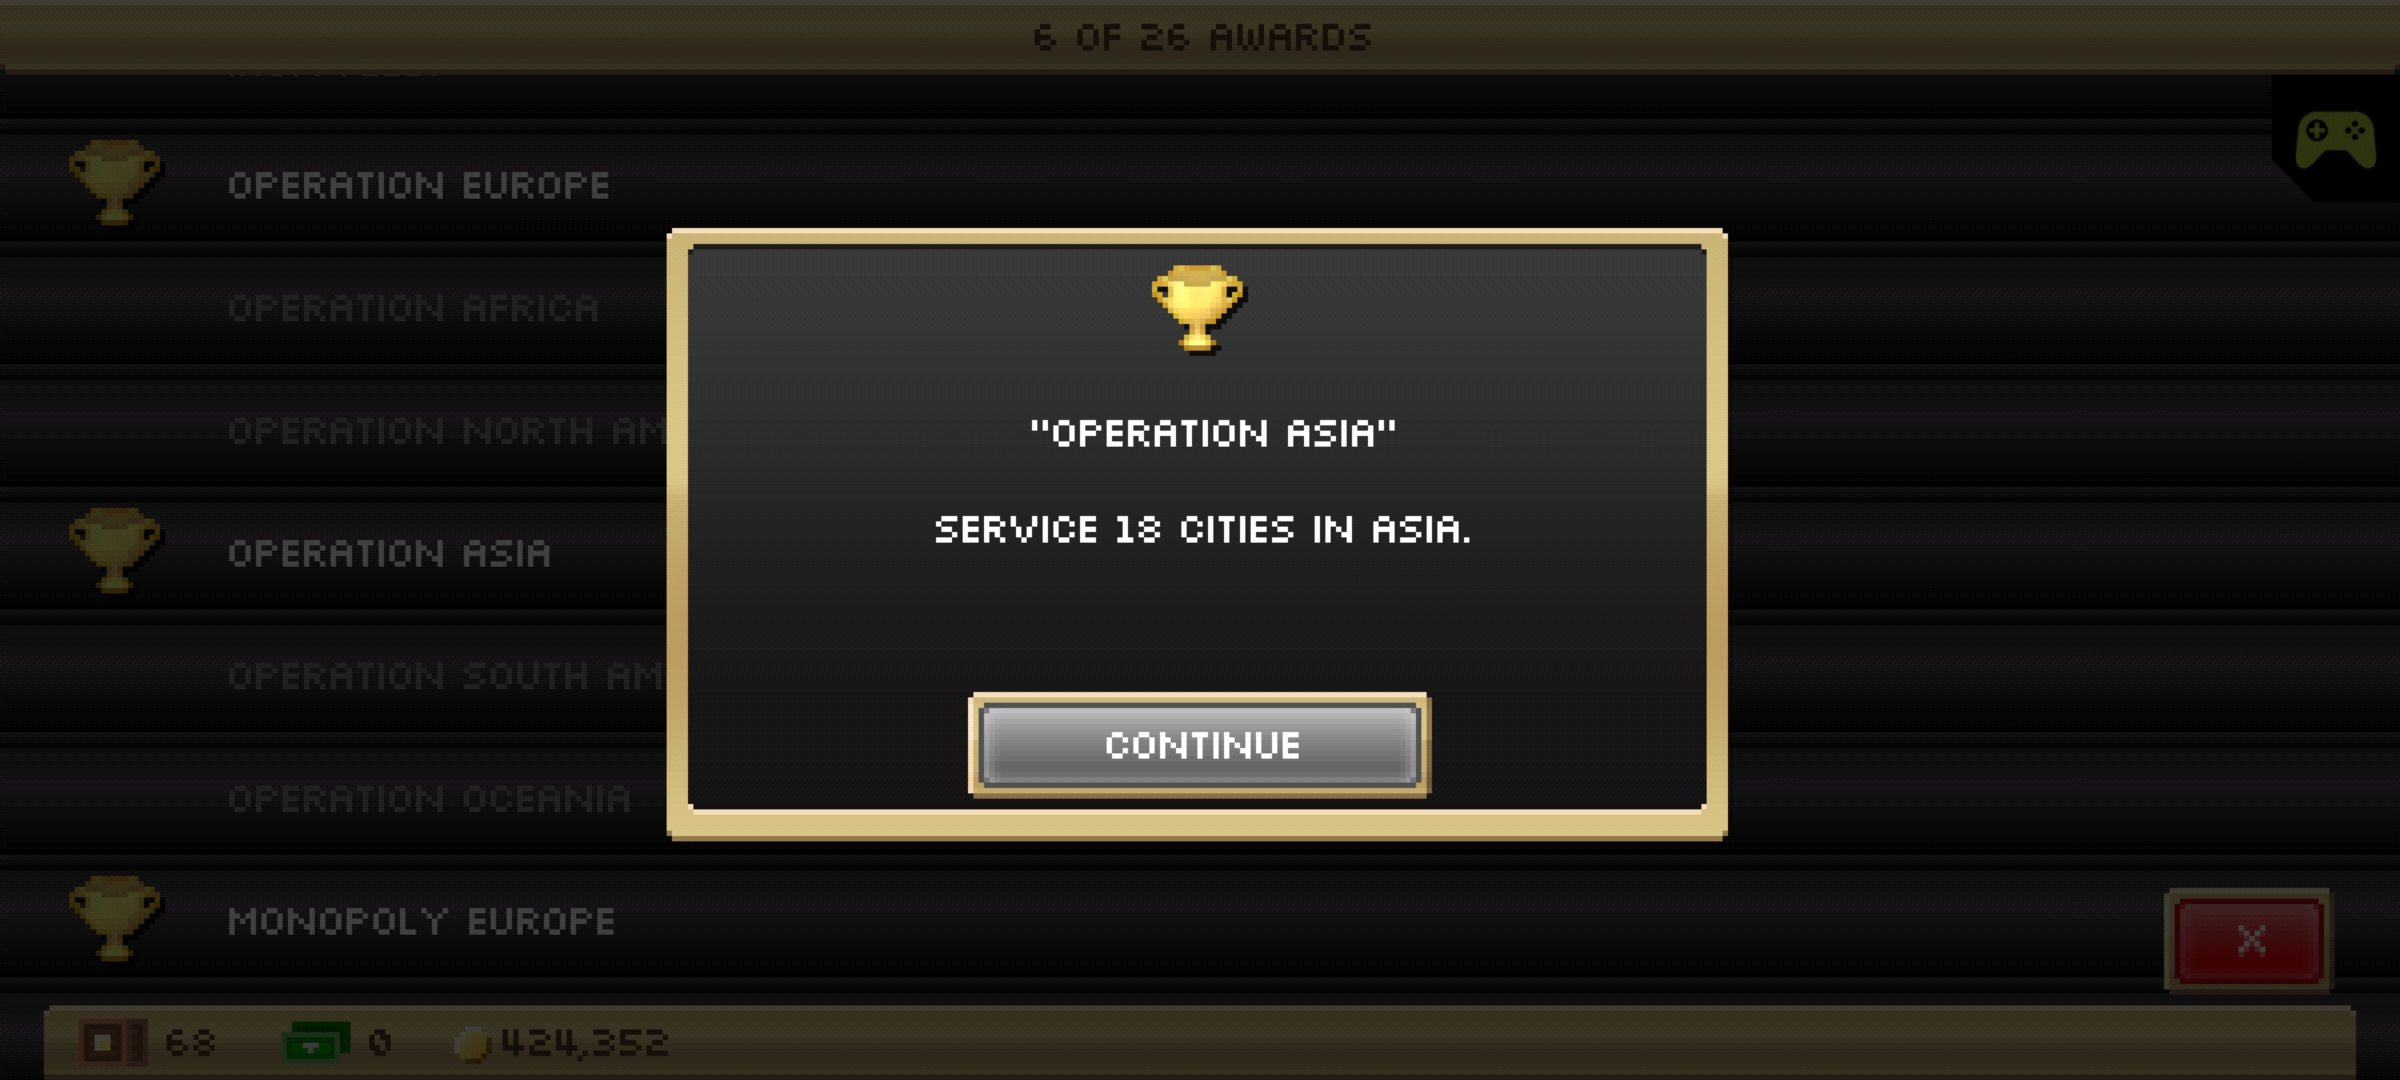 6 OF 26 AWARDS
OPERATION EUROPE
OPERATION AFRICA
OPERATION NORTH AM
OPERATION ASIA
OPERATION SOUTH AM
OPERATION OCEANIA
MONOPOLY EUROPE
"OPERATION ASIA"
SERVICE 18 CITIES IN ASIA.
CONTINUE
X
68 0 424,352